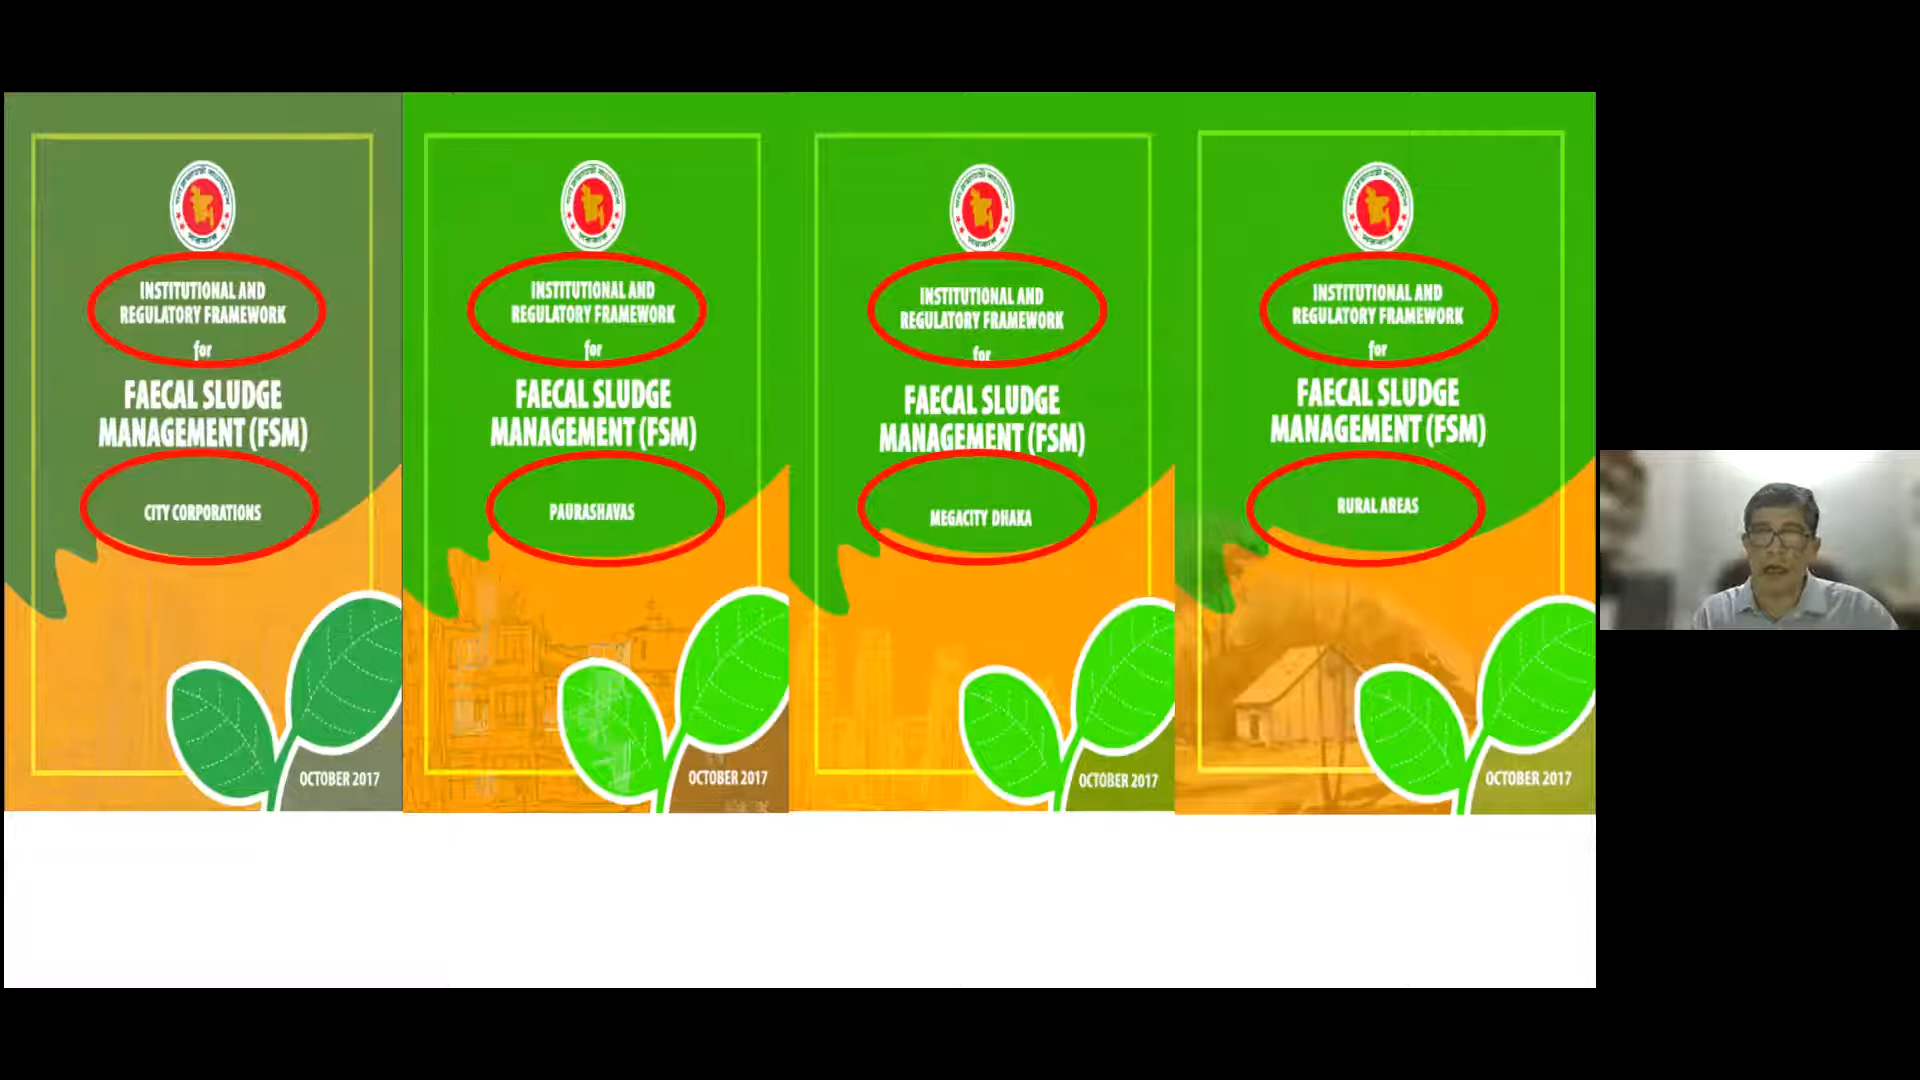 INSTITUTIONAL AND
REGULATORY FRAMEWORK
for
FAECAL SLUDGE
MANAGEMENT (FSM)
CITY CORPORATIONS
OCTOBER 2017
INSTITUTIONAL AND
REGULATORY FRAMEWORK
for
FAECAL SLUDGE
MANAGEMENT (FSM)
PAURASHAVAS
OCTOBER 2017
INSTITUTIONAL AND
REGULATORY FRAMEWORK
for
FAECAL SLUDGE
MANAGEMENT (FSM)
MEGACITY DHAKA
OCTOBER 2017
INSTITUTIONAL AND
REGULATORY FRAMEWORK
for
FAECAL SLUDGE
MANAGEMENT (FSM)
RURAL AREAS
OCTOBER 2017